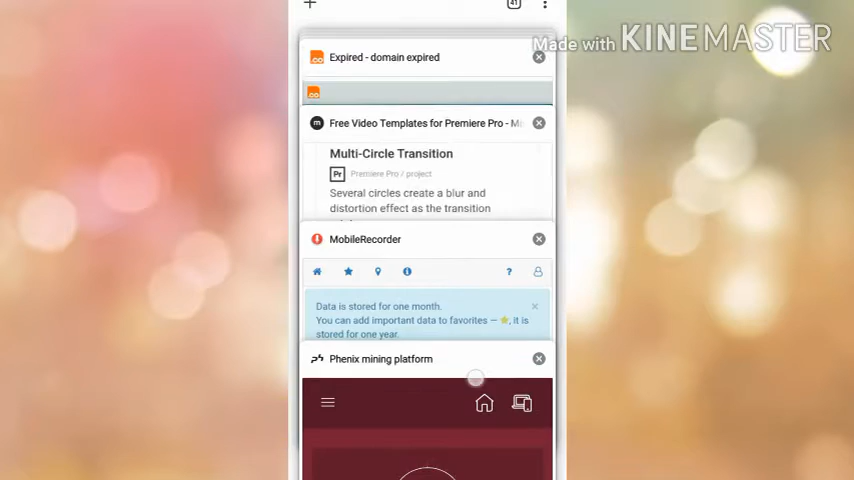 41
Made with KINEMASTER
Expired - domain expired
Free Video Templates for Premiere Pro - Mi
Multi-Circle Transition
Pr Premiere Pro / project
Several circles create a blur and
distortion effect as the transition
MobileRecorder
?
Data is stored for one month.
You can add important data to favorites — ⭐, it is
stored for one year.
Phenix mining platform